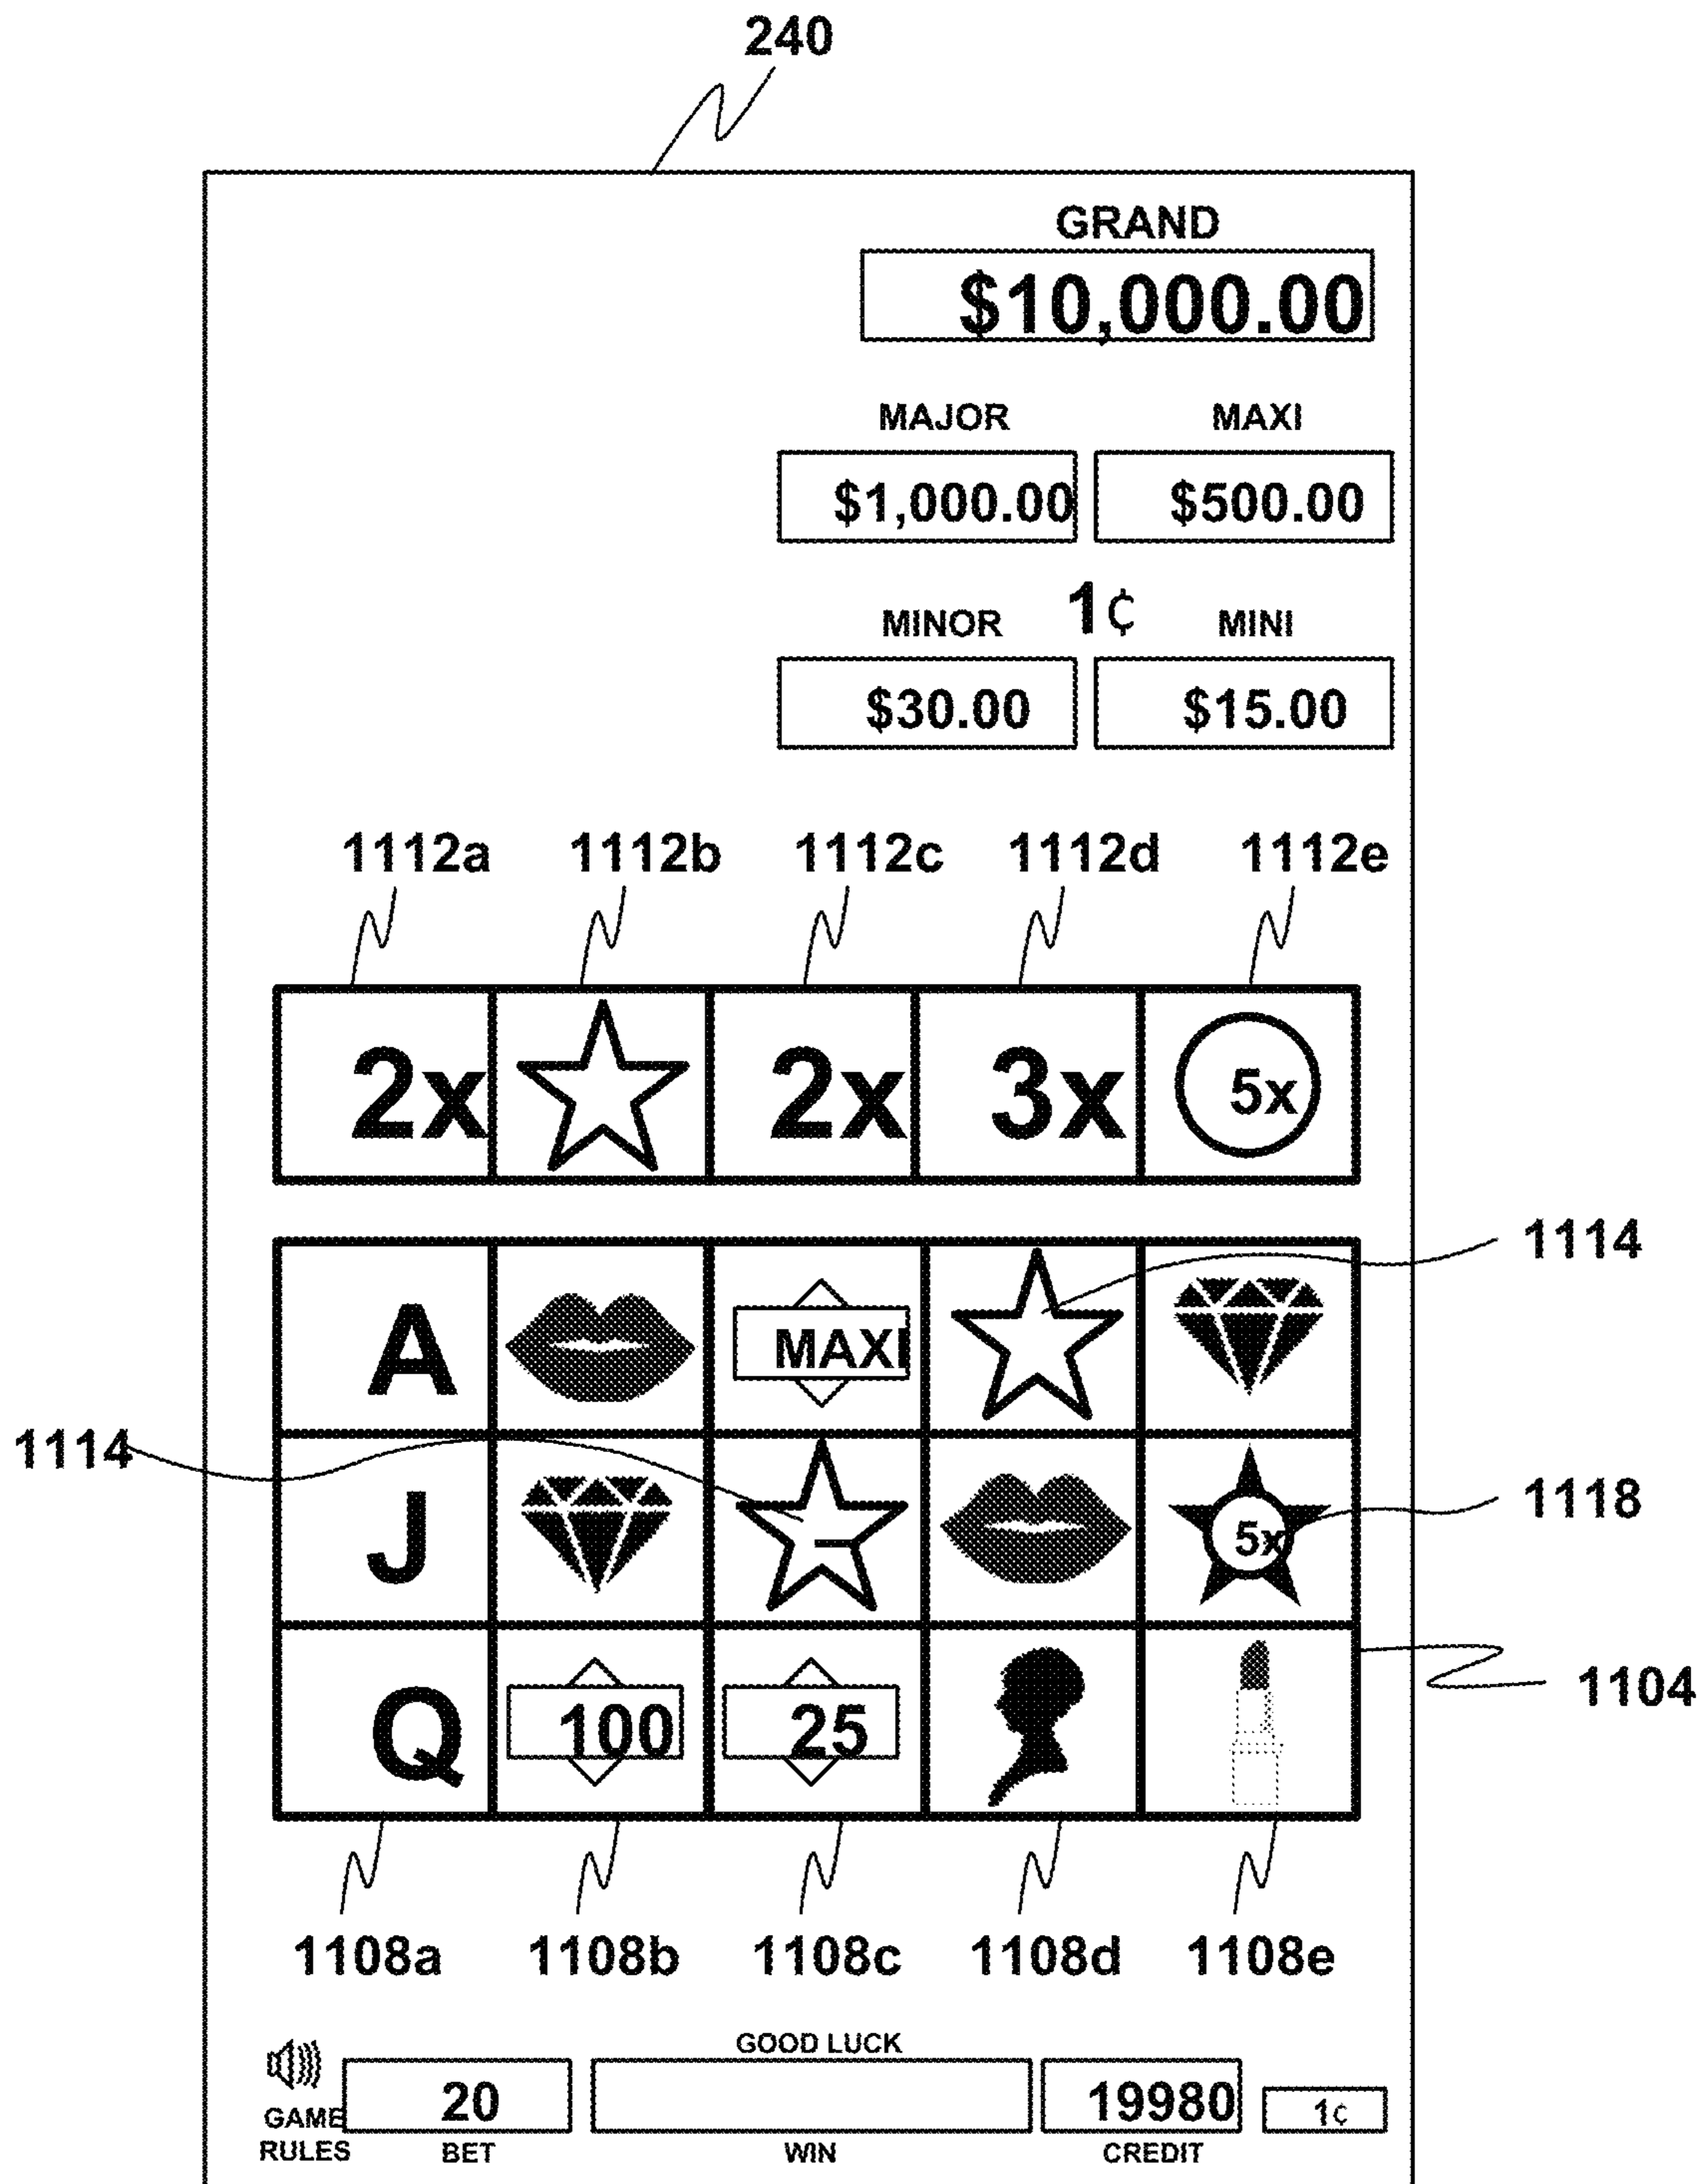 240
GRAND
$10,000.00
MAJOR MAXI
$1,000.00 $500.00
1¢
MINOR MINI
$30.00 $15.00
1112a 1112b 1112c 1112d 1112e
2x 2x 3x 5x
1114
A MAXI
1114
J 5x 1118
Q 100 25
1104
1108a 1108b 1108c 1108d 1108e
GOOD LUCK
20 19980 1¢
GAME
RULES BET WIN CREDIT